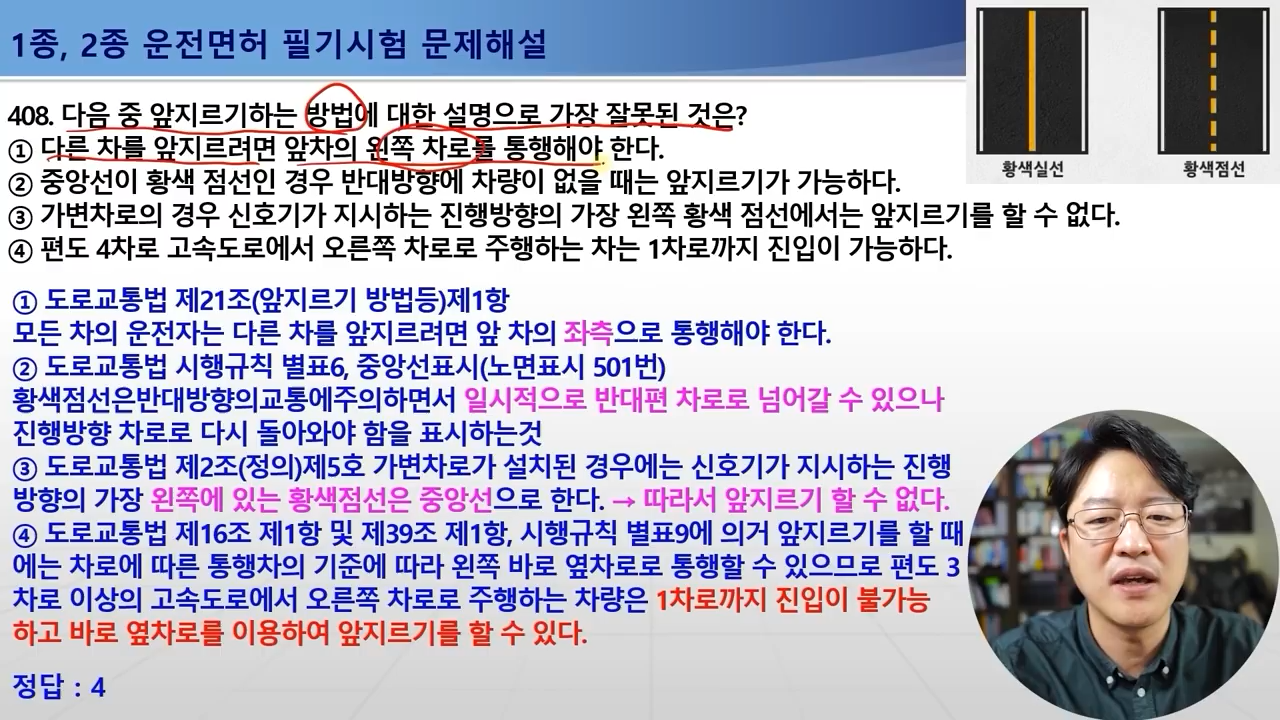 1종, 2종 운전면허 필기시험 문제해설
황색실선
황색점선
408. 다음 중 앞지르기하는 방법에 대한 설명으로 가장 잘못된 것은?
① 다른 차를 앞지르려면 앞차의 왼쪽 차로를 통행해야 한다.
② 중앙선이 황색 점선인 경우 반대방향에 차량이 없을 때는 앞지르기가 가능하다.
③ 가변차로의 경우 신호기가 지시하는 진행방향의 가장 왼쪽 황색 점선에서는 앞지르기를 할 수 없다.
④ 편도 4차로 고속도로에서 오른쪽 차로로 주행하는 차는 1차로까지 진입이 가능하다.
① 도로교통법 제21조(앞지르기 방법등)제1항
모든 차의 운전자는 다른 차를 앞지르려면 앞 차의 좌측으로 통행해야 한다.
② 도로교통법 시행규칙 별표6, 중앙선표시(노면표시 501번)
황색점선은반대방향의교통에주의하면서 일시적으로 반대편 차로로 넘어갈 수 있으나
진행방향 차로로 다시 돌아와야 함을 표시하는것
③ 도로교통법 제2조(정의)제5호 가변차로가 설치된 경우에는 신호기가 지시하는 진행
방향의 가장 왼쪽에 있는 황색점선은 중앙선으로 한다. → 따라서 앞지르기 할 수 없다.
④ 도로교통법 제16조 제1항 및 제39조 제1항, 시행규칙 별표9에 의거 앞지르기를 할 때
에는 차로에 따른 통행차의 기준에 따라 왼쪽 바로 옆차로로 통행할 수 있으므로 편도 3
차로 이상의 고속도로에서 오른쪽 차로로 주행하는 차량은 1차로까지 진입이 불가능
하고 바로 옆차로를 이용하여 앞지르기를 할 수 있다.
정답 : 4